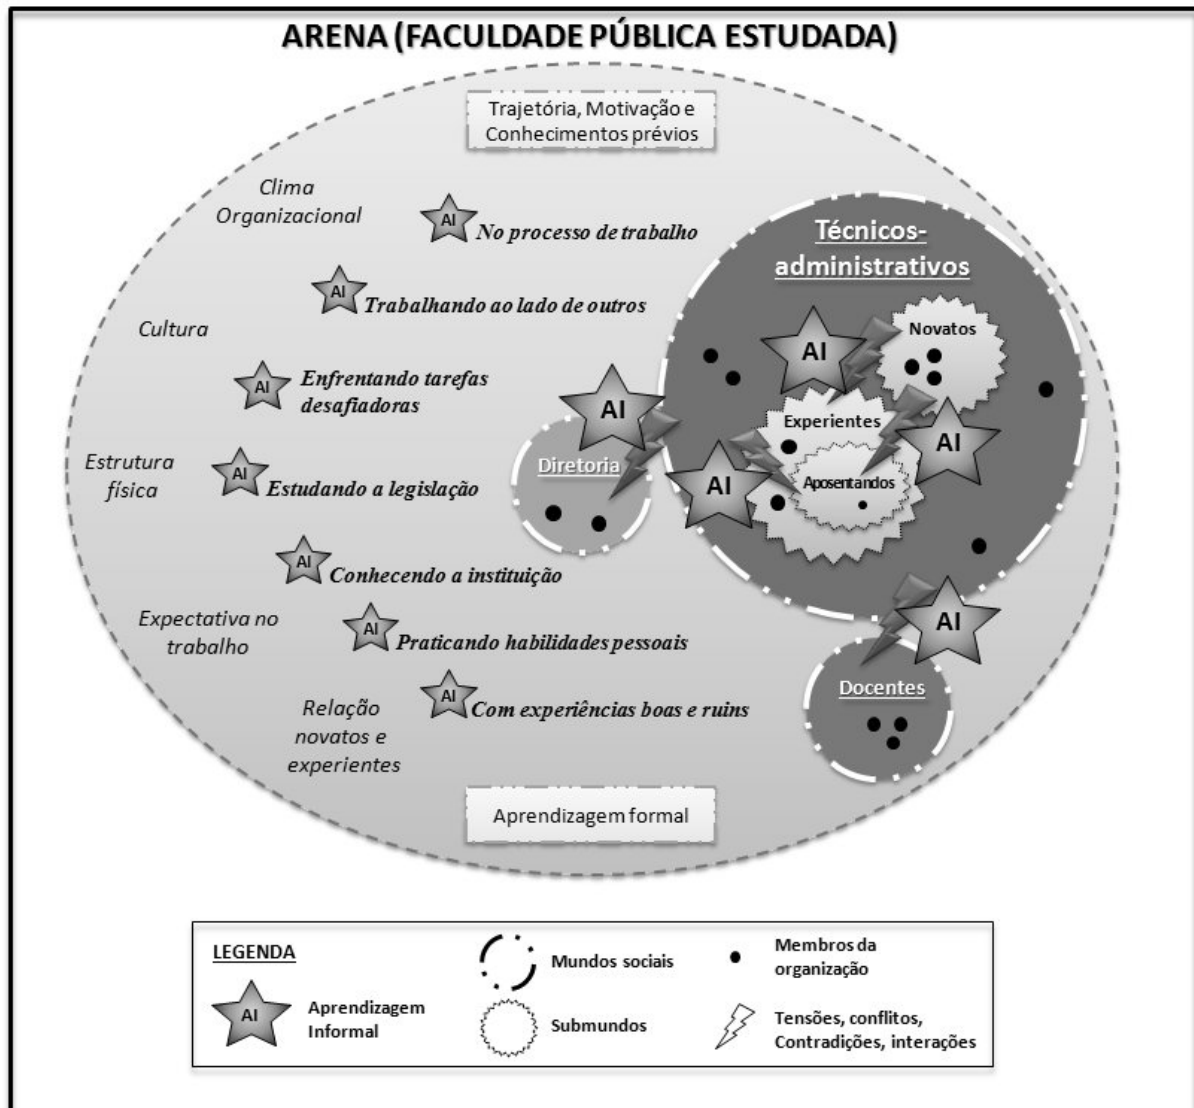 ARENA (FACULDADE PÚBLICA ESTUDADA)
Trajetória, Motivação e
Conhecimentos prévios
Clima
Organizacional
AI
No processo de trabalho
AI
Trabalhando ao lado de outros
Cultura
AI
Enfrentando tarefas
desafiadoras
Estrutura
física
AI
Estudando a legislação
AI
Conhecendo a instituição
Expectativa no
trabalho
AI
Praticando habilidades pessoais
AI
Com experiências boas e ruins
Relação
novatos e
experientes
Aprendizagem formal
Técnicos-
administrativos
Novatos
AI
Experientes
AI
Aposentandos
AI
AI
Diretoria
AI
Docentes
LEGENDA
AI
Aprendizagem
Informal
Mundos sociais
Submundos
Membros da
organização
Tensões, conflitos,
Contradições, interações